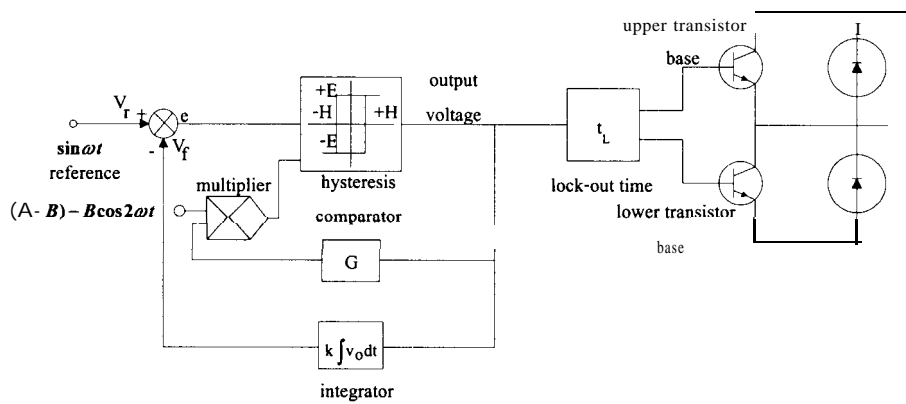 upper transistor
I
base
output
+E
-H
+H
-E
voltage
V_r +
e
-
V_f
t_L
sin ωt
reference
hysteresis
lock-out time
multiplier
(A- B) – Bcos2ωt
comparator
lower transistor
base
G
k∫v_o dt
integrator